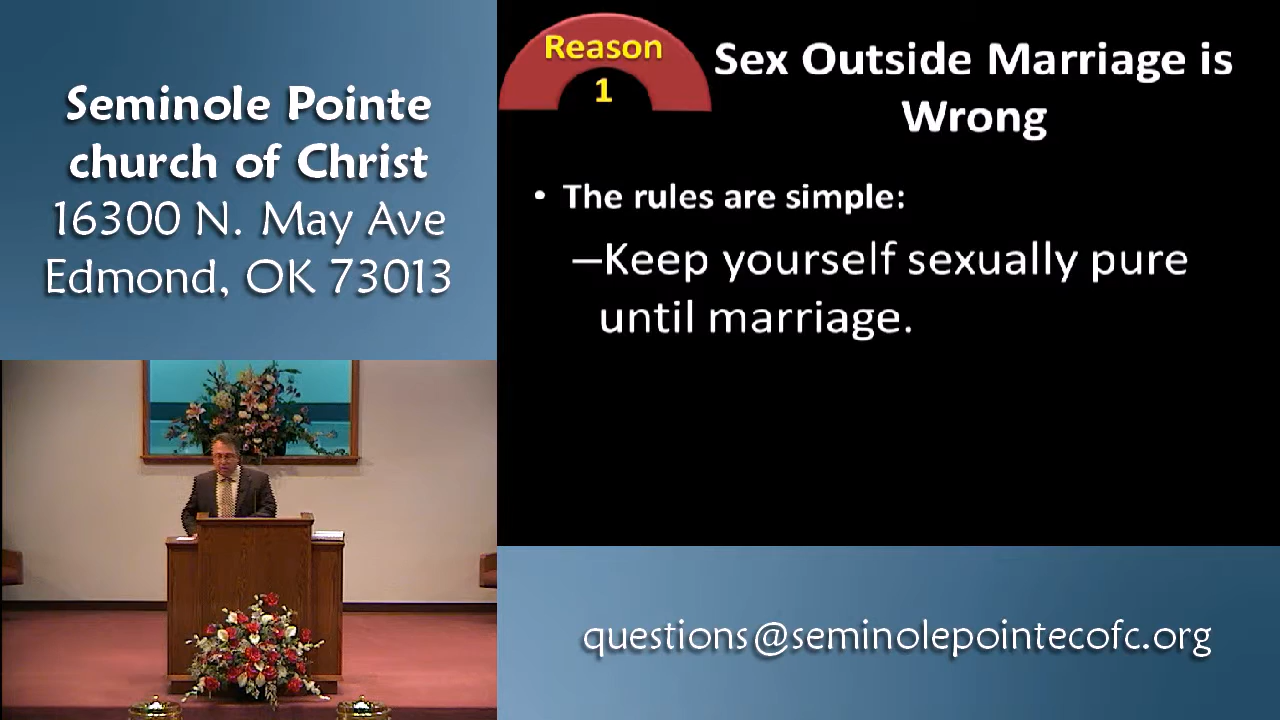 Seminole Pointe
church of Christ
16300 N. May Ave
Edmond, OK 73013
Reason
1
Sex Outside Marriage is
Wrong
• The rules are simple:
–Keep yourself sexually pure
until marriage.
questions@seminolepointecofc.org